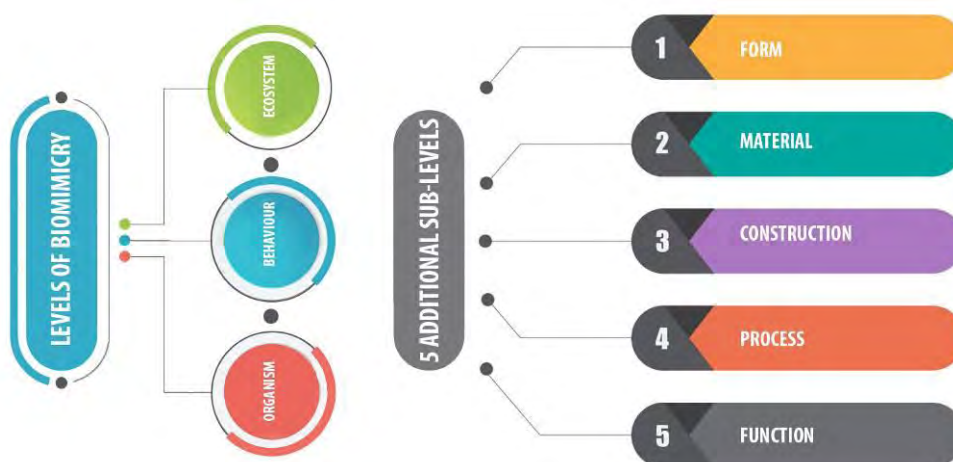 LEVELS OF BIOMIMICRY
ECOSYSTEM
BEHAVIOUR
ORGANISM
5 ADDITIONAL SUB-LEVELS
1 FORM
2 MATERIAL
3 CONSTRUCTION
4 PROCESS
5 FUNCTION